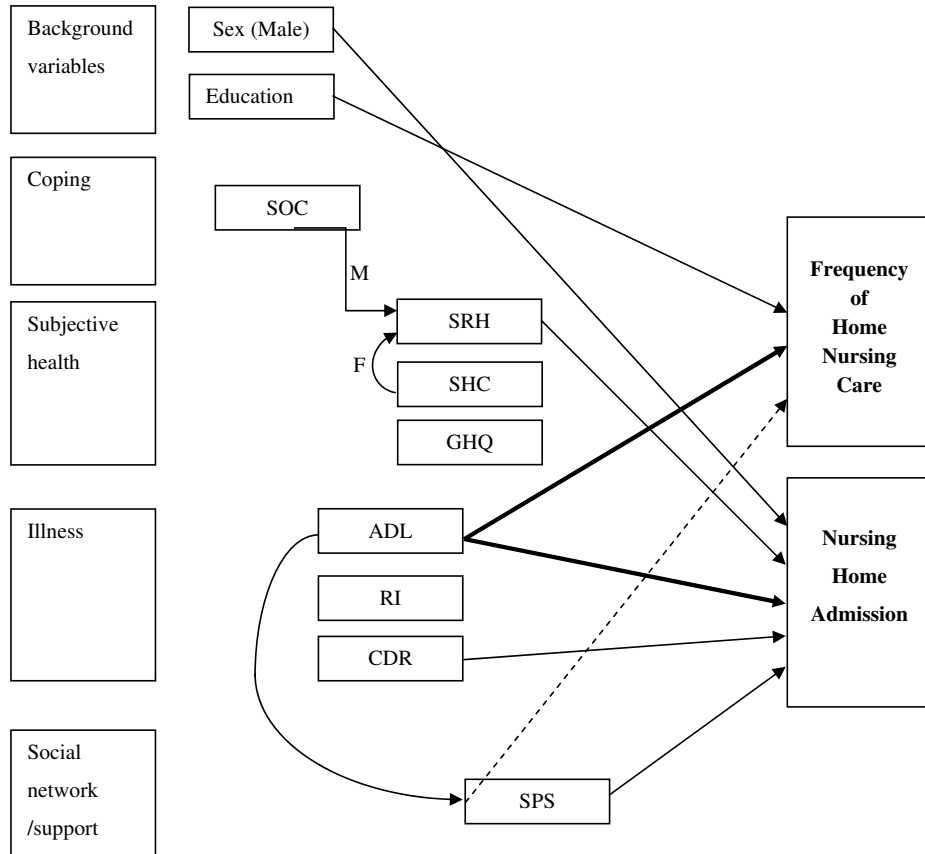 Background
variables
Sex (Male)
Education
Coping
SOC
M
Subjective
health
SRH
F
SHC
GHQ
Frequency
of
Home
Nursing
Care
Illness
ADL
RI
CDR
Nursing
Home
Admission
Social
network
/support
SPS